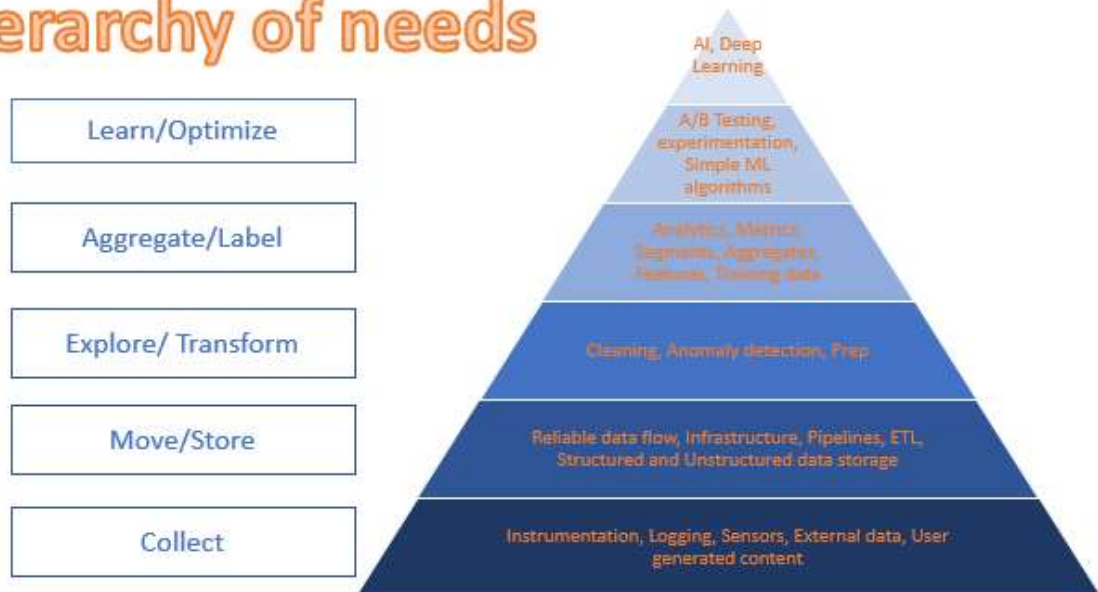 erarchy of needs
AI, Deep
Learning
Learn/Optimize
A/B Testing,
experimentation,
Simple ML
algorithms
Aggregate/Label
Analytics, Metrics,
Segments, Aggregates,
Features, Training data
Explore/ Transform
Cleaning, Anomaly detection, Prep
Move/Store
Reliable data flow, Infrastructure, Pipelines, ETL,
Structured and Unstructured data storage
Collect
Instrumentation, Logging, Sensors, External data, User
generated content